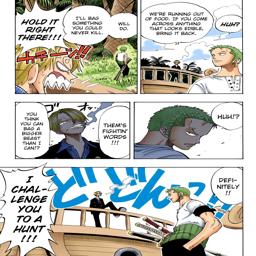 HUH?
WE'RE RUNNING OUT
OF FOOD. IF YOU COME
ACROSS ANYTHING
THAT LOOKS EDIBLE,
BRING IT BACK.
WILL
DO.
I'LL BAG
SOMETHING
YOU COULD
NEVER KILL.
HOLD IT
RIGHT
THERE!!!
HUH!?
THEM'S
FIGHTIN'
WORDS
!!!
YOU THINK
YOU CAN BAG
A BIGGER
BEAST THAN
I CAN!?
DEFI-
NITELY
!!
I
CHAL-
LENGE
YOU TO
A HUNT
!!!